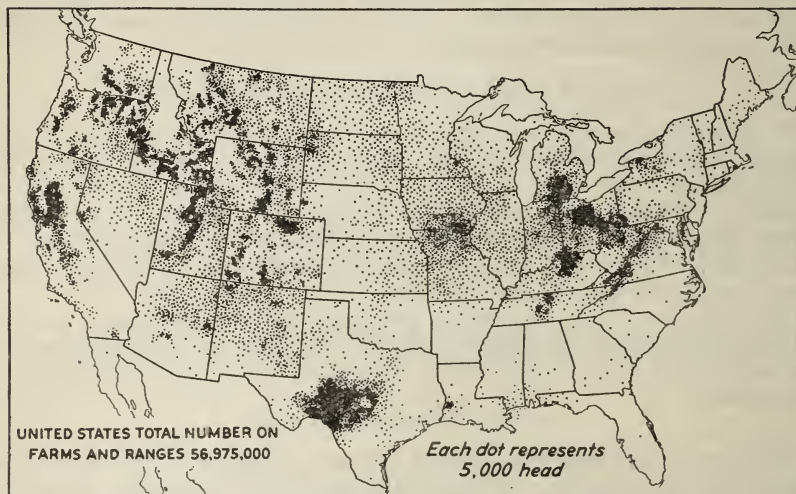 UNITED STATES TOTAL NUMBER ON
FARMS AND RANGES 56,975,000
Each dot represents
5,000 head